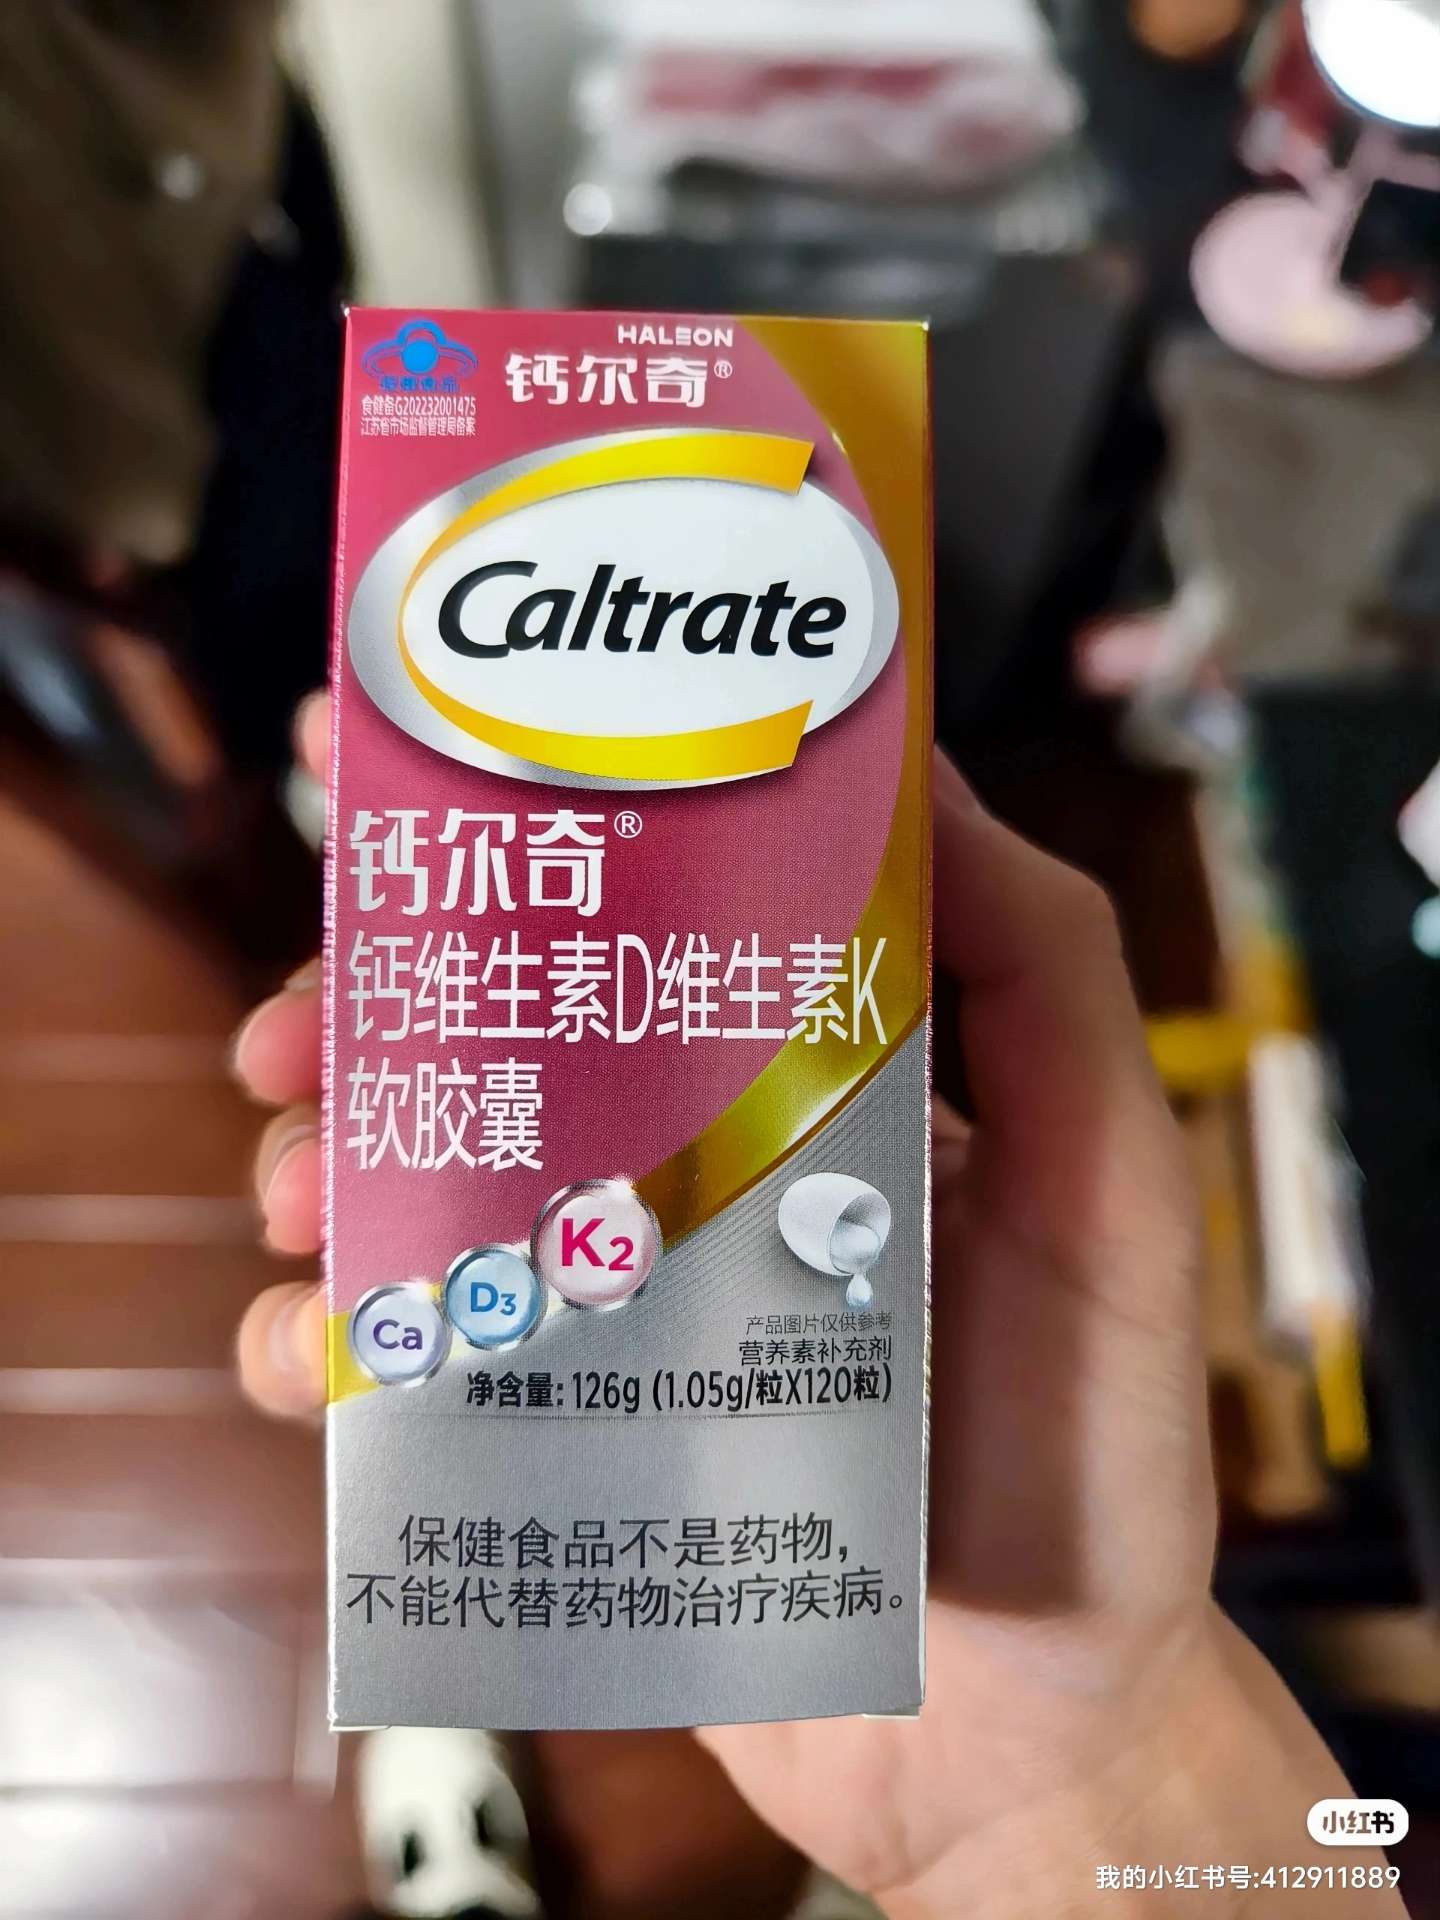 HALEON
钙尔奇®
保健食品
食健备G202232001475
江苏省市场监督管理局备案
Caltrate
钙尔奇®
钙维生素D维生素K
软胶囊
K2
D3
Ca
产品图片仅供参考
营养素补充剂
净含量: 126g (1.05g/粒X120粒)
保健食品不是药物,
不能代替药物治疗疾病。
小红书
我的小红书号:412911889